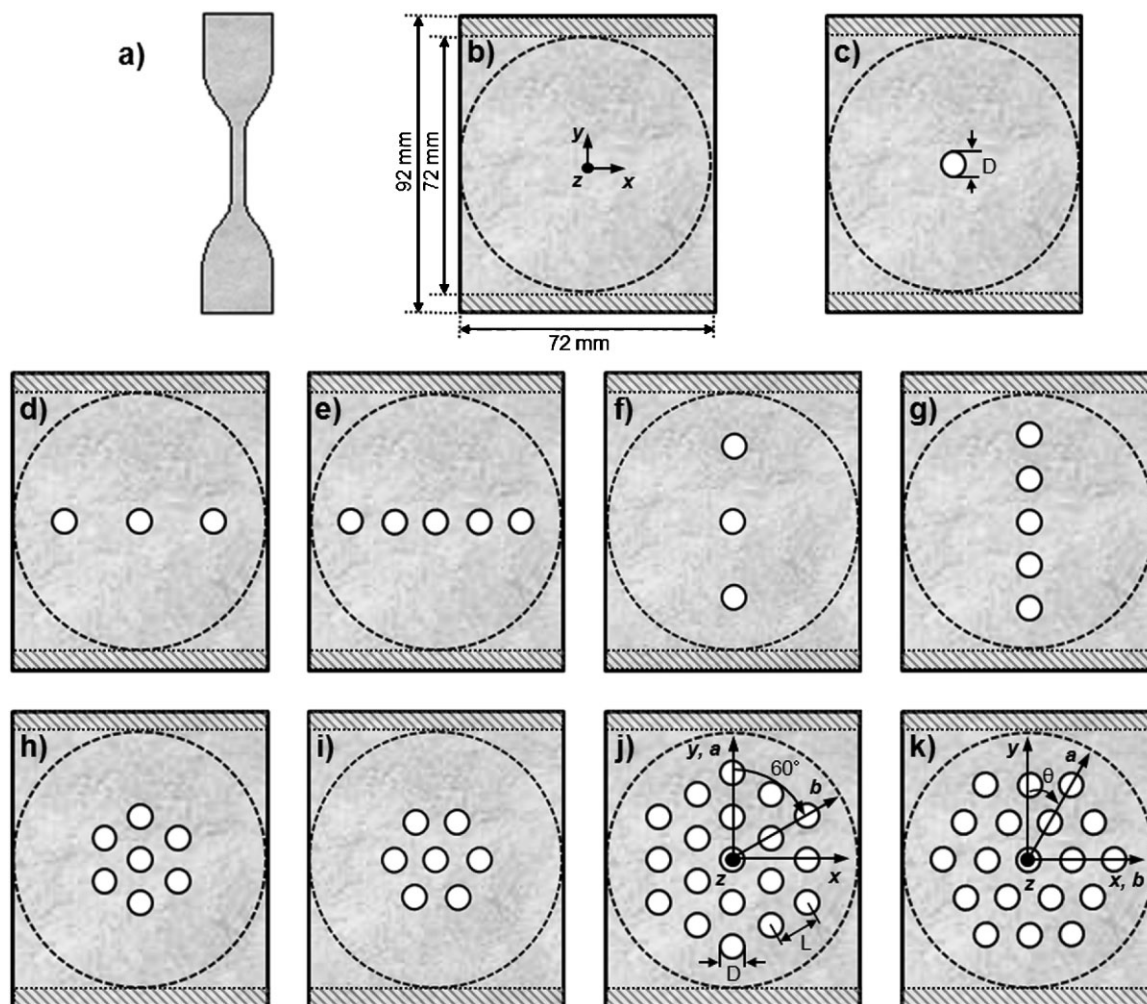 a)
b)
92 mm
72 mm
y
z
x
72 mm
c)
D
d)
e)
f)
g)
h)
i)
j)
y, a
60°
b
z
x
L
D
k)
y
a
θ
z
x, b